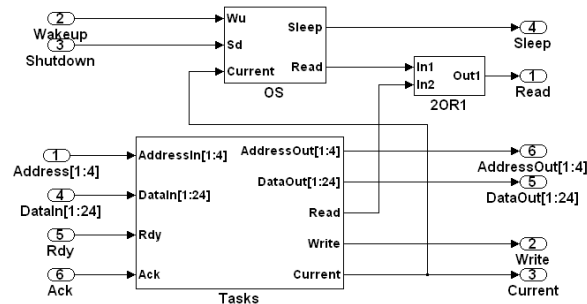 2
Wakeup
3
Shutdown
Wu
Sd
Current
Sleep
Read
OS
In1
In2
Out1
2OR1
4
Sleep
1
Read
1
Address[1:4]
4
DataIn[1:24]
5
Rdy
6
Ack
AddressIn[1:4]
DataIn[1:24]
Rdy
Ack
AddressOut[1:4]
DataOut[1:24]
Read
Write
Current
Tasks
6
AddressOut[1:4]
5
DataOut[1:24]
2
Write
3
Current